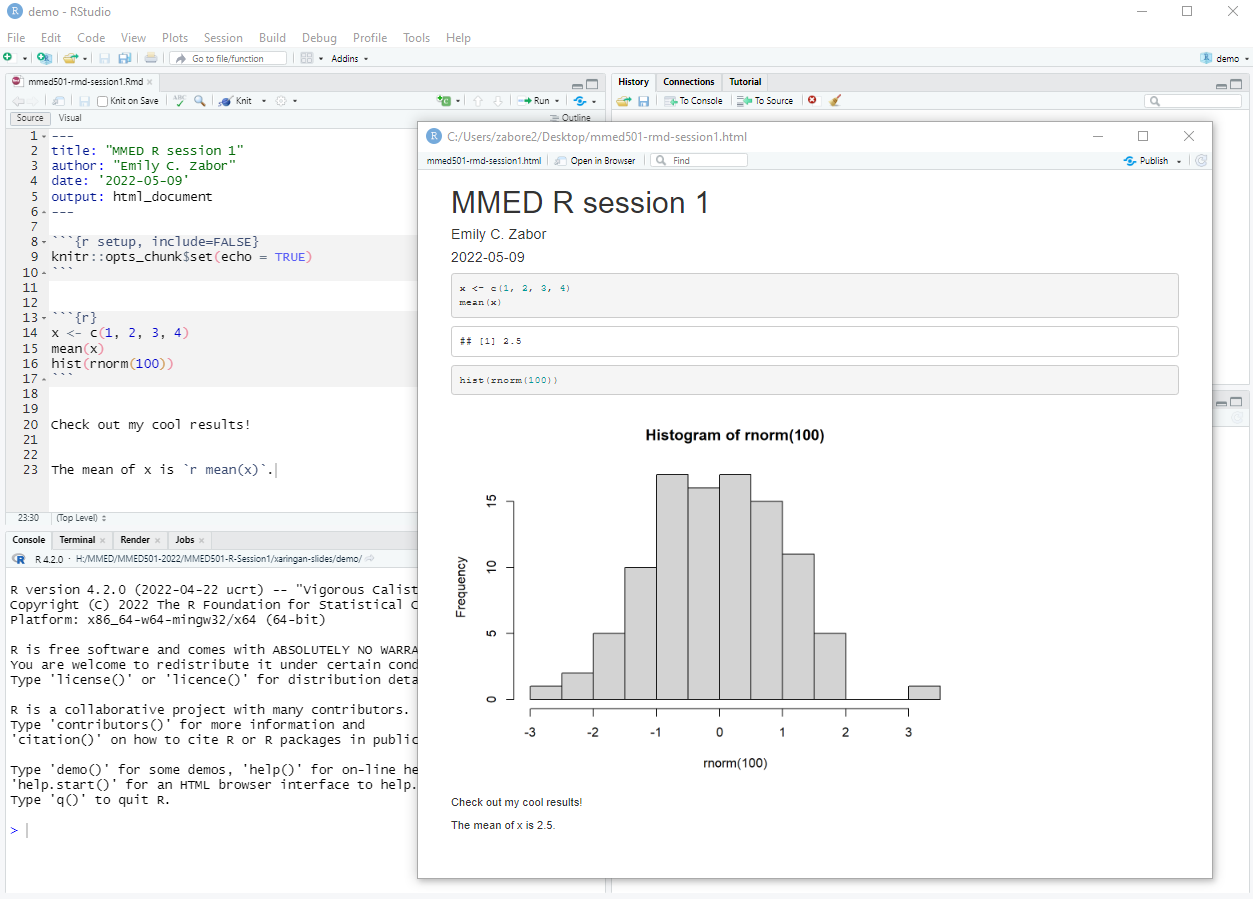 demo - RStudio
File Edit Code View Plots Session Build Debug Profile Tools Help
Go to file/function Addins demo
mmed501-rmd-session1.Rmd
Knit on Save ABC Knit Run
Source Visual Outline
1 ---
2 title: "MMED R session 1"
3 author: "Emily C. Zabor"
4 date: '2022-05-09'
5 output: html_document
6 ---
7
8 ```{r setup, include=FALSE}
9 knitr::opts_chunk$set(echo = TRUE)
10 ```
11
12
13 ```{r}
14 x <- c(1, 2, 3, 4)
15 mean(x)
16 hist(rnorm(100))
17 ```
18
19
20 Check out my cool results!
21
22
23 The mean of x is `r mean(x)`.
23:30 (Top Level)
Console Terminal Render Jobs
R 4.2.0 · H:/MMED/MMED501-2022/MMED501-R-Session1/xaringan-slides/demo/
R version 4.2.0 (2022-04-22 ucrt) -- "Vigorous Calist
Copyright (C) 2022 The R Foundation for Statistical C
Platform: x86_64-w64-mingw32/x64 (64-bit)
R is free software and comes with ABSOLUTELY NO WARRA
You are welcome to redistribute it under certain cond
Type 'license()' or 'licence()' for distribution deta
R is a collaborative project with many contributors.
Type 'contributors()' for more information and
'citation()' on how to cite R or R packages in public
Type 'demo()' for some demos, 'help()' for on-line he
'help.start()' for an HTML browser interface to help.
Type 'q()' to quit R.
>
History Connections Tutorial
To Console To Source
C:/Users/zabore2/Desktop/mmed501-rmd-session1.html
mmed501-rmd-session1.html Open in Browser Find Publish
MMED R session 1
Emily C. Zabor
2022-05-09
x <- c(1, 2, 3, 4)
mean(x)
## [1] 2.5
hist(rnorm(100))
Histogram of rnorm(100)
Frequency
15
10
5
0
-3 -2 -1 0 1 2 3
rnorm(100)
Check out my cool results!
The mean of x is 2.5.